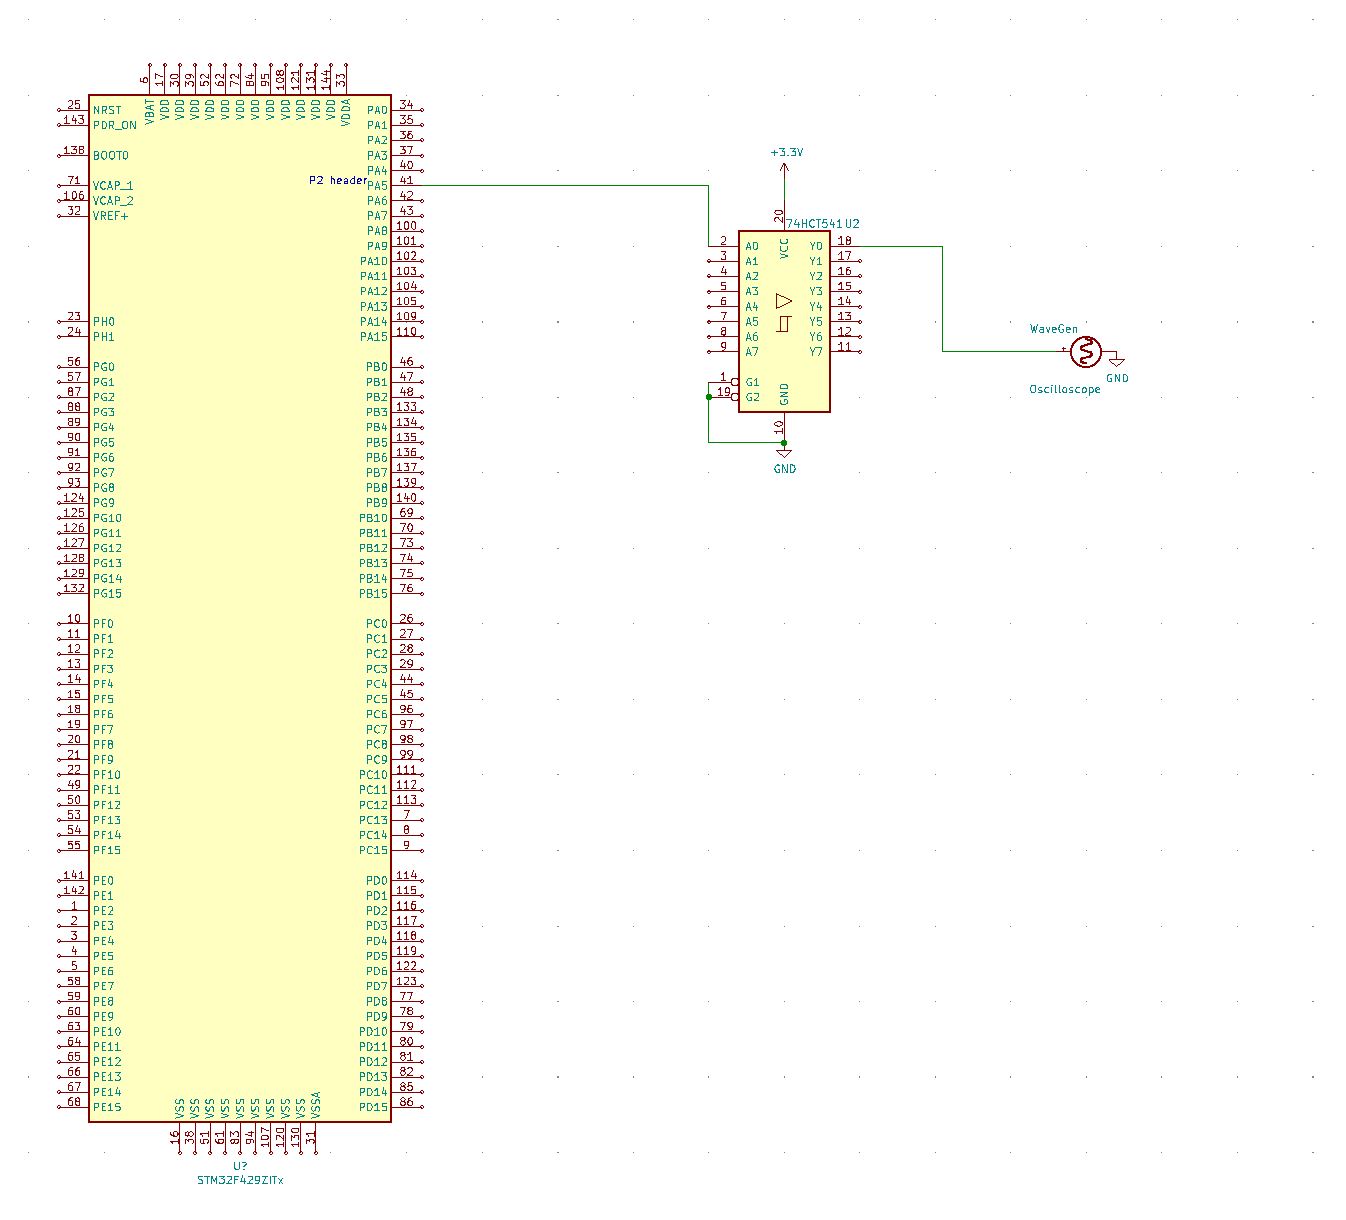 6 17 30 39 52 62 72 84 95 108 121 131 144 33
VBAT VDD VDD VDD VDD VDD VDD VDD VDD VDD VDD VDD VDD VDDA
25 NRST PA0 34
143 PDR_ON PA1 35
PA2 36
138 BOOT0 PA3 37
PA4 40
P2 header
71 VCAP_1 PA5 41
106 VCAP_2 PA6 42
32 VREF+ PA7 43
PA8 100
PA9 101
PA10 102
PA11 103
PA12 104
PA13 105
23 PH0 PA14 109
24 PH1 PA15 110
56 PG0 PB0 46
57 PG1 PB1 47
87 PG2 PB2 48
88 PG3 PB3 133
89 PG4 PB4 134
90 PG5 PB5 135
91 PG6 PB6 136
92 PG7 PB7 137
93 PG8 PB8 139
124 PG9 PB9 140
125 PG10 PB10 69
126 PG11 PB11 70
127 PG12 PB12 73
128 PG13 PB13 74
129 PG14 PB14 75
132 PG15 PB15 76
10 PF0 PC0 26
11 PF1 PC1 27
12 PF2 PC2 28
13 PF3 PC3 29
14 PF4 PC4 44
15 PF5 PC5 45
18 PF6 PC6 96
19 PF7 PC7 97
20 PF8 PC8 98
21 PF9 PC9 99
22 PF10 PC10 111
49 PF11 PC11 112
50 PF12 PC12 113
53 PF13 PC13 7
54 PF14 PC14 8
55 PF15 PC15 9
141 PE0 PD0 114
142 PE1 PD1 115
1 PE2 PD2 116
2 PE3 PD3 117
3 PE4 PD4 118
4 PE5 PD5 119
5 PE6 PD6 122
58 PE7 PD7 123
59 PE8 PD8 77
60 PE9 PD9 78
63 PE10 PD10 79
64 PE11 PD11 80
65 PE12 PD12 81
66 PE13 PD13 82
67 PE14 PD14 85
68 PE15 PD15 86
VSS VSS VSS VSS VSS VSS VSS VSS VSS VSSA
16 38 51 61 83 94 107 120 130 31
U?
STM32F429ZITx
+3.3V
20
74HCT541 U2
VCC
2 A0 Y0 18
3 A1 Y1 17
4 A2 Y2 16
5 A3 Y3 15
6 A4 Y4 14
7 A5 Y5 13
8 A6 Y6 12
9 A7 Y7 11
1 G1
19 G2
GND
10
GND
WaveGen
+
GND
Oscilloscope